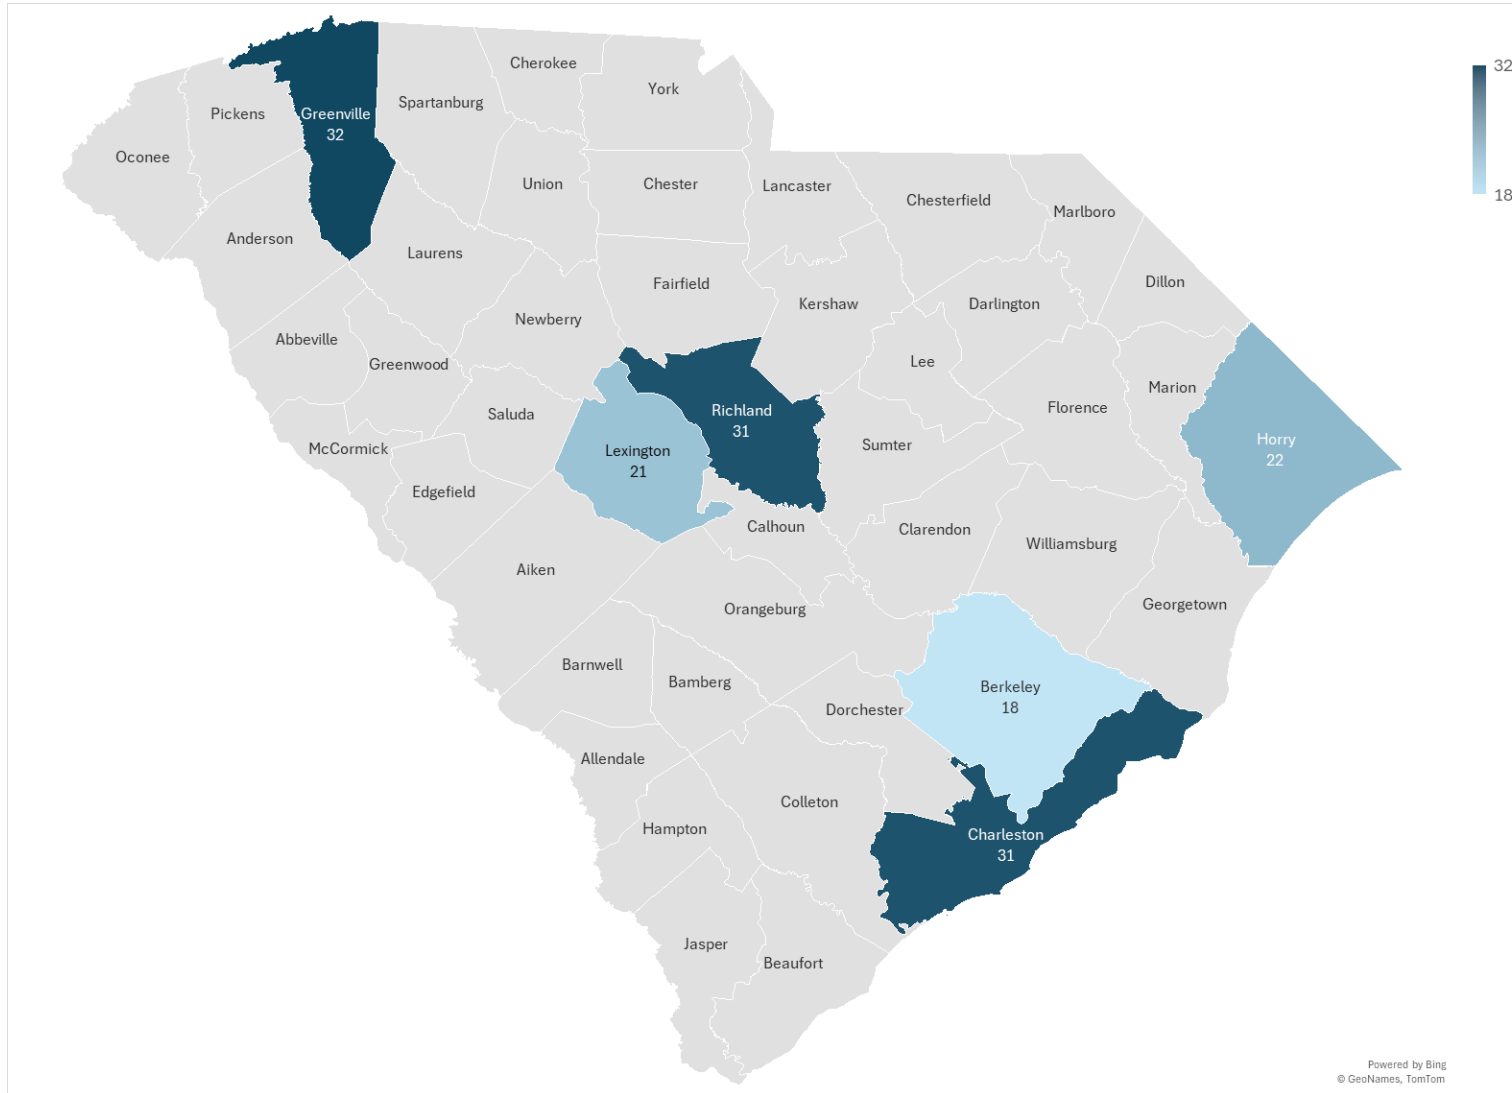 Cherokee
York
Spartanburg
Pickens
Greenville
32
Oconee
Union
Chester
Lancaster
Chesterfield
Marlboro
Anderson
Laurens
Fairfield
Dillon
Kershaw
Darlington
Newberry
Abbeville
Greenwood
Lee
Marion
Florence
Saluda
Richland
31
McCormick
Lexington
21
Sumter
Horry
22
Edgefield
Calhoun
Clarendon
Williamsburg
Aiken
Orangeburg
Georgetown
Barnwell
Bamberg
Berkeley
18
Dorchester
Allendale
Colleton
Hampton
Charleston
31
Jasper
Beaufort
32
18
Powered by Bing
© GeoNames, TomTom